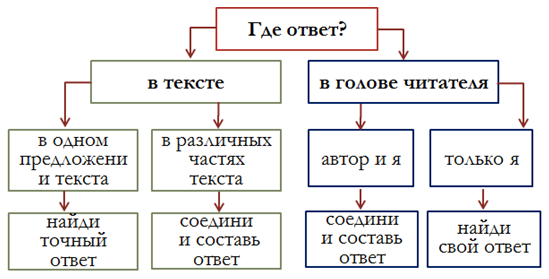 Где ответ?
в тексте
в голове читателя
в одном
предложени
и текста
в различных
частях
текста
автор и я
только я
найди
точный
ответ
соедини
и составь
ответ
соедини
и составь
ответ
найди
свой ответ